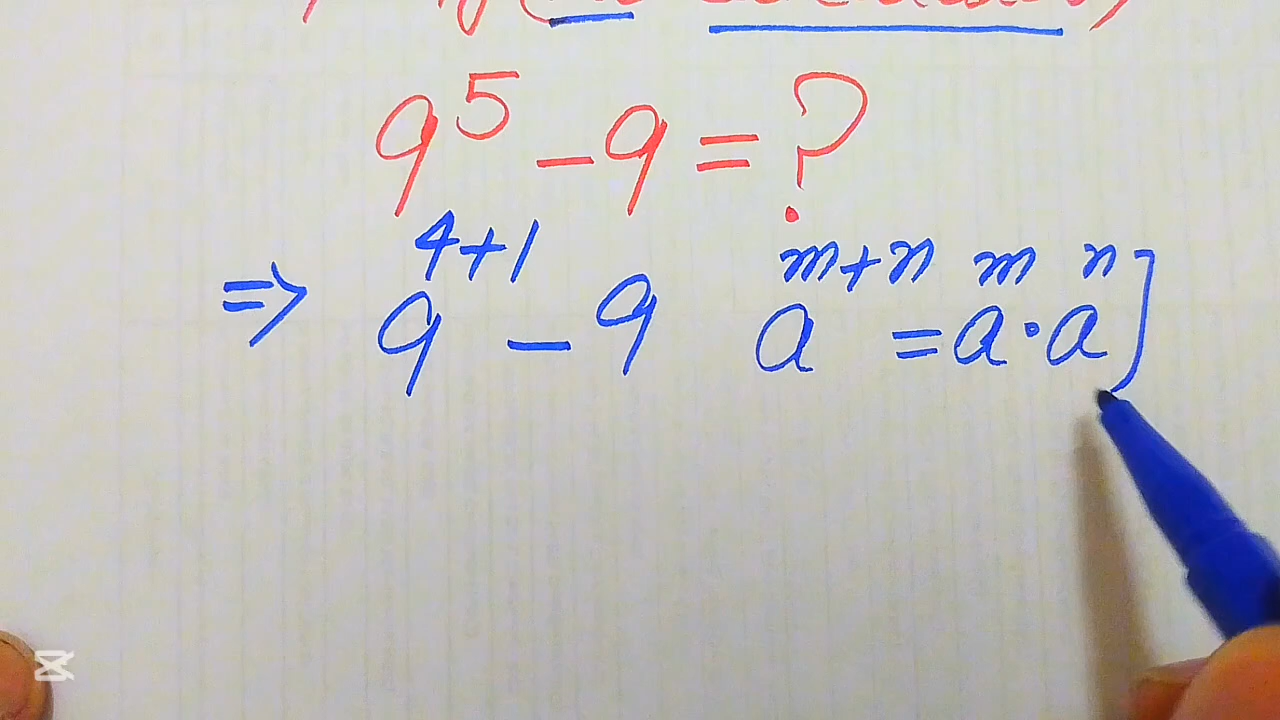 9⁵ - 9 = ?
⇒ 9⁴⁺¹ - 9 aᵐ⁺ⁿ = aᵐ · aⁿ]